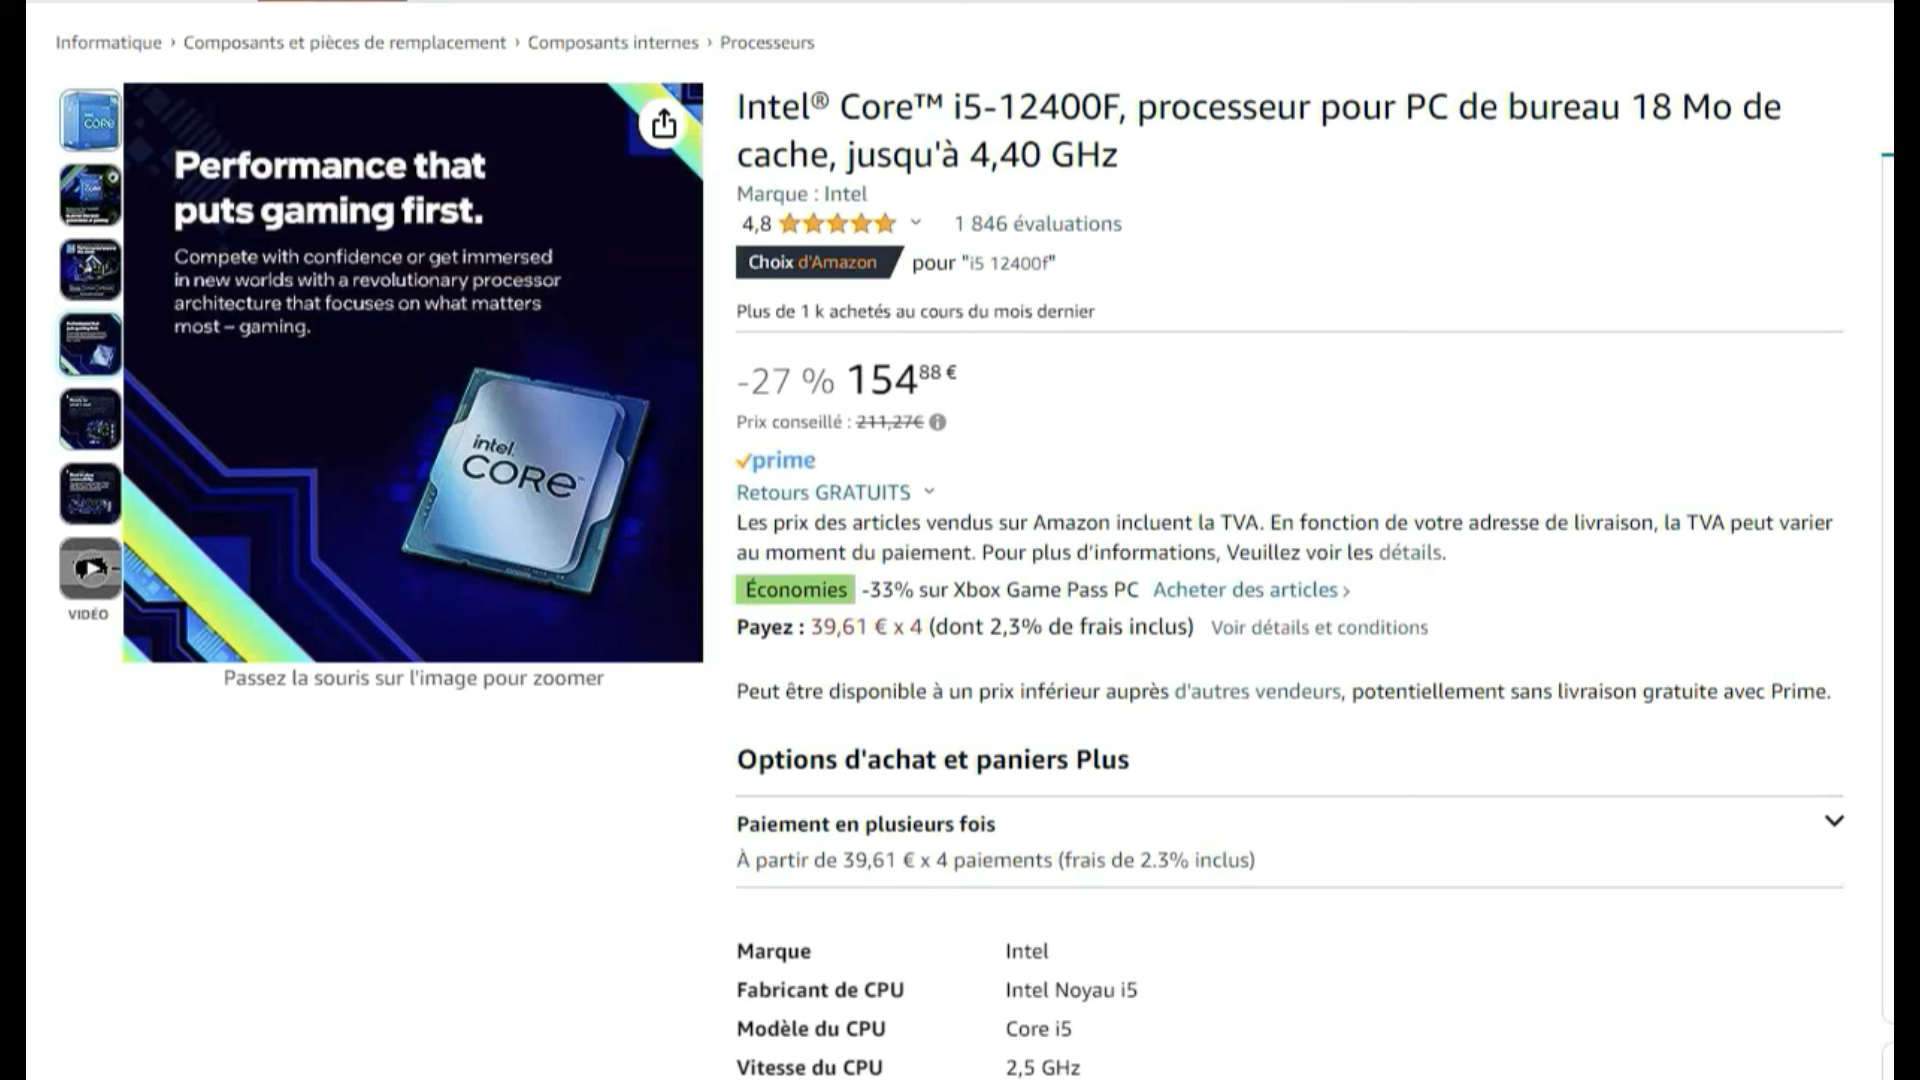 Informatique › Composants et pièces de remplacement › Composants internes › Processeurs
Performance that
puts gaming first.
Compete with confidence or get immersed
in new worlds with a revolutionary processor
architecture that focuses on what matters
most – gaming.
intel
CORE™
CORE
VIDÉO
Passez la souris sur l'image pour zoomer
Intel® Core™ i5-12400F, processeur pour PC de bureau 18 Mo de
cache, jusqu'à 4,40 GHz
Marque : Intel
4,8 1 846 évaluations
Choix d'Amazon pour "i5 12400f"
Plus de 1 k achetés au cours du mois dernier
-27 % 154 88 €
Prix conseillé : 211,27€
prime
Retours GRATUITS
Les prix des articles vendus sur Amazon incluent la TVA. En fonction de votre adresse de livraison, la TVA peut varier
au moment du paiement. Pour plus d'informations, Veuillez voir les détails.
Économies -33% sur Xbox Game Pass PC Acheter des articles ›
Payez : 39,61 € x 4 (dont 2,3% de frais inclus) Voir détails et conditions
Peut être disponible à un prix inférieur auprès d'autres vendeurs, potentiellement sans livraison gratuite avec Prime.
Options d'achat et paniers Plus
Paiement en plusieurs fois
À partir de 39,61 € x 4 paiements (frais de 2.3% inclus)
Marque Intel
Fabricant de CPU Intel Noyau i5
Modèle du CPU Core i5
Vitesse du CPU 2,5 GHz